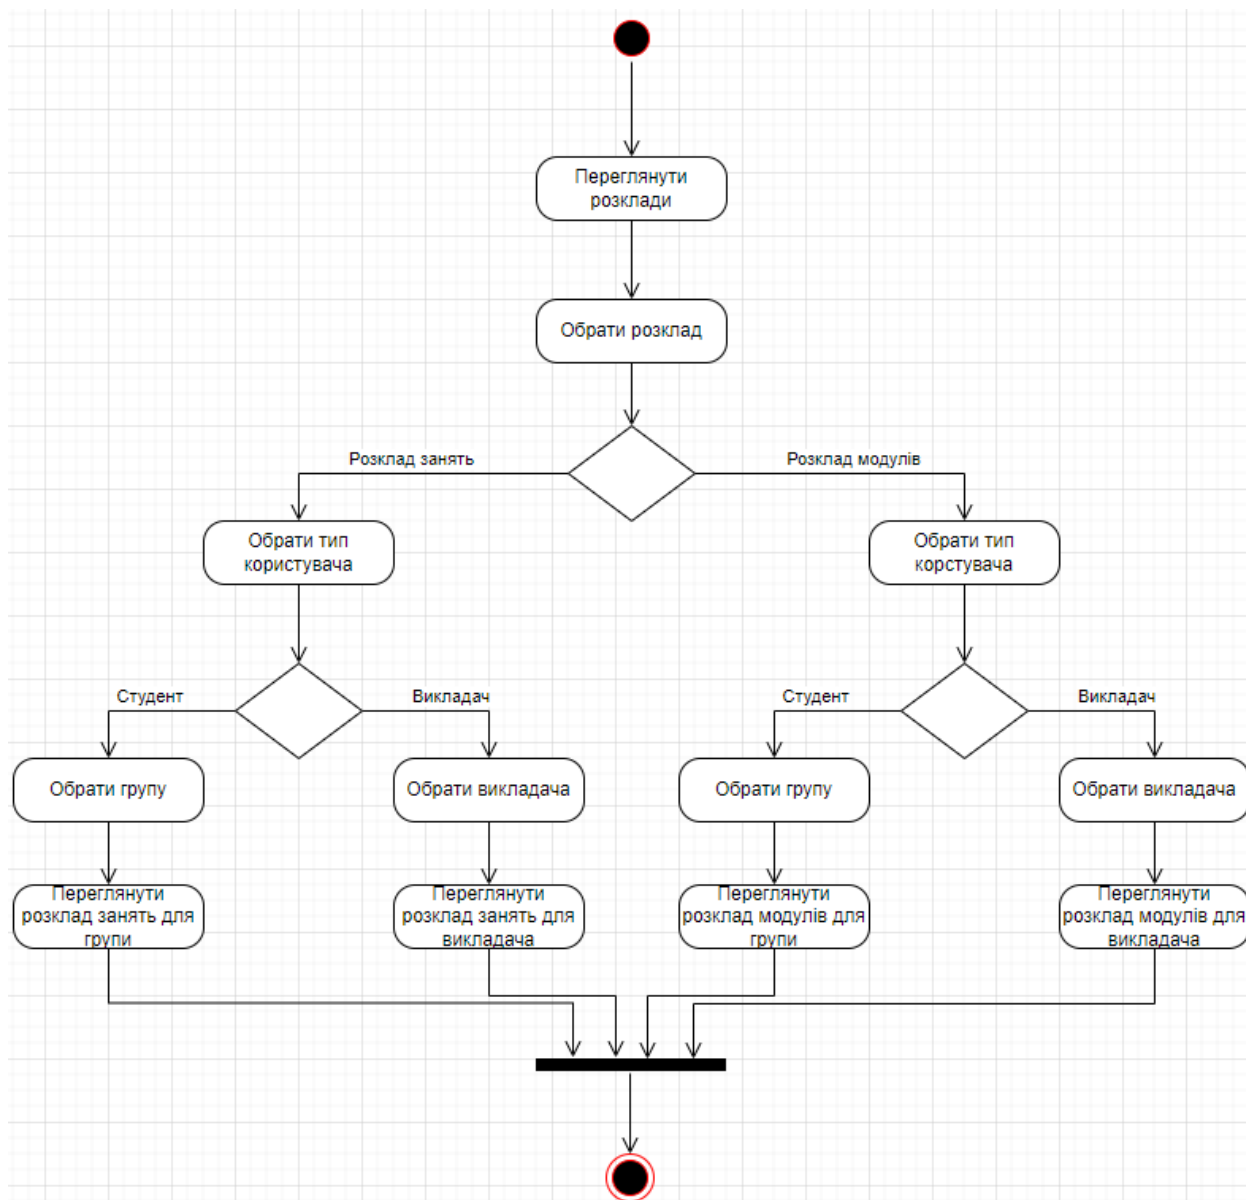 Переглянути
розклади
Обрати розклад
Розклад занять
Розклад модулів
Обрати тип
користувача
Обрати тип
корстувача
Студент
Викладач
Студент
Викладач
Обрати групу
Обрати викладача
Обрати групу
Обрати викладача
Переглянути
розклад занять для
групи
Переглянути
розклад занять для
викладача
Переглянути
розклад модулів для
групи
Переглянути
розклад модулів для
викладача